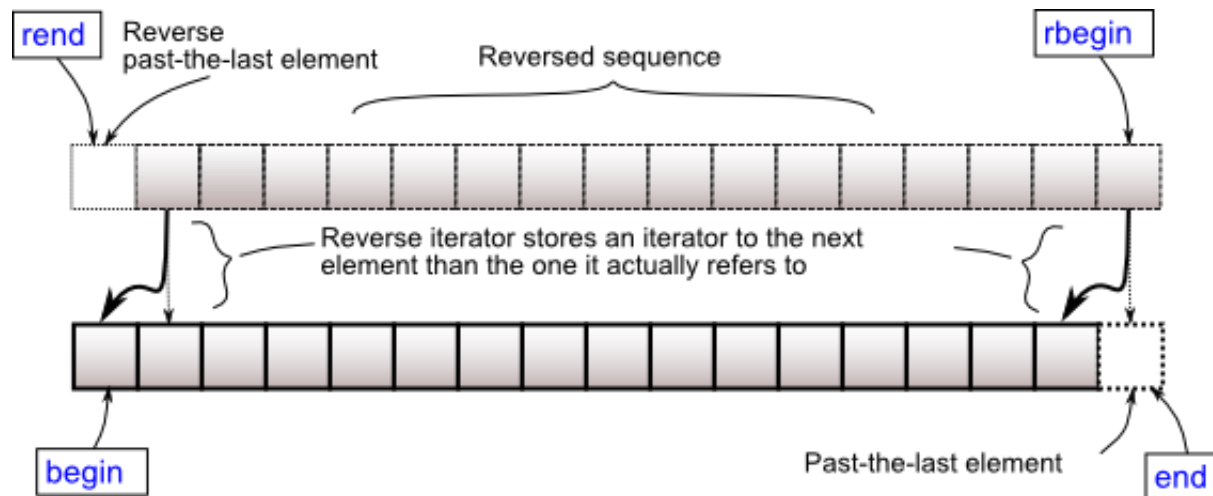 rend
Reverse
past-the-last element
Reversed sequence
rbegin
Reverse iterator stores an iterator to the next
element than the one it actually refers to
begin
Past-the-last element
end